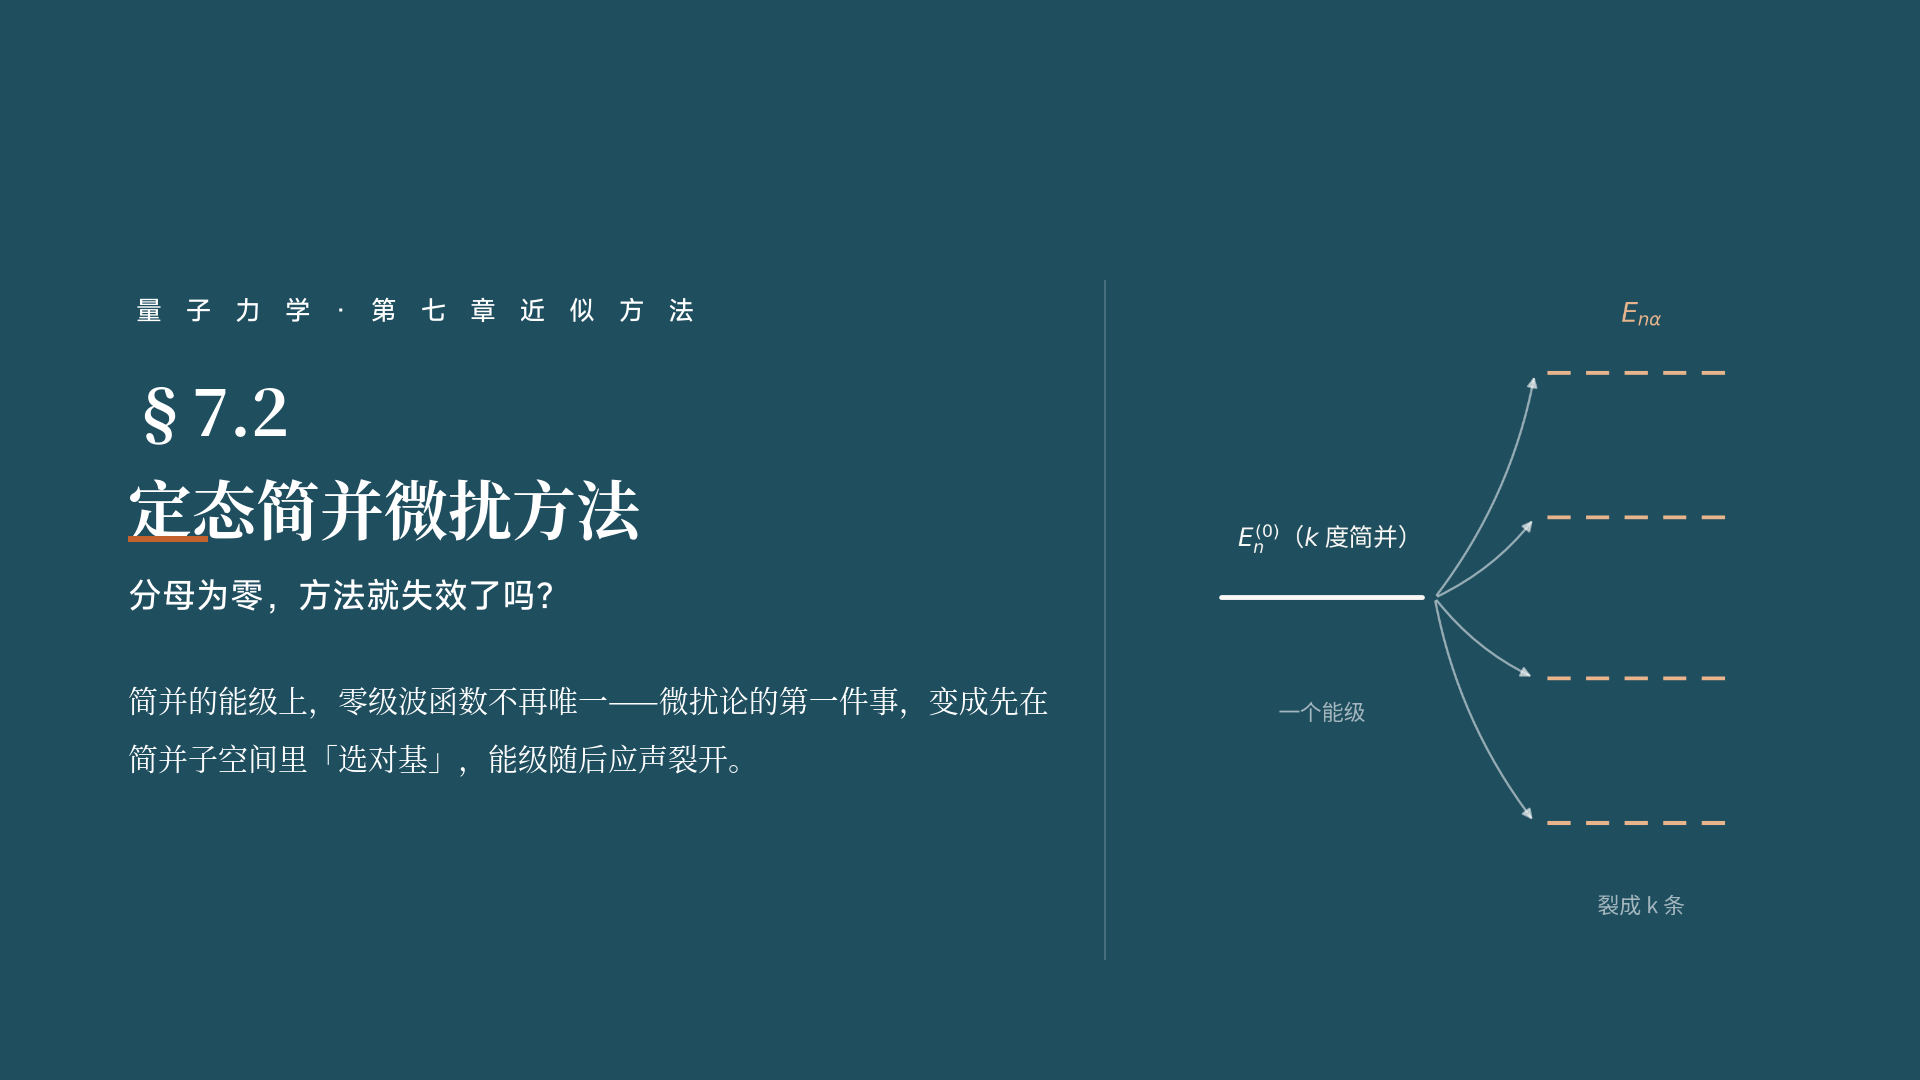 量子力学·第七章近似方法
§7.2
定态简并微扰方法
分母为零，方法就失效了吗？
简并的能级上，零级波函数不再唯一——微扰论的第一件事，变成先在
简并子空间里「选对基」，能级随后应声裂开。
E_{nα}
E_n^{(0)}（k 度简并）
一个能级
裂成 k 条